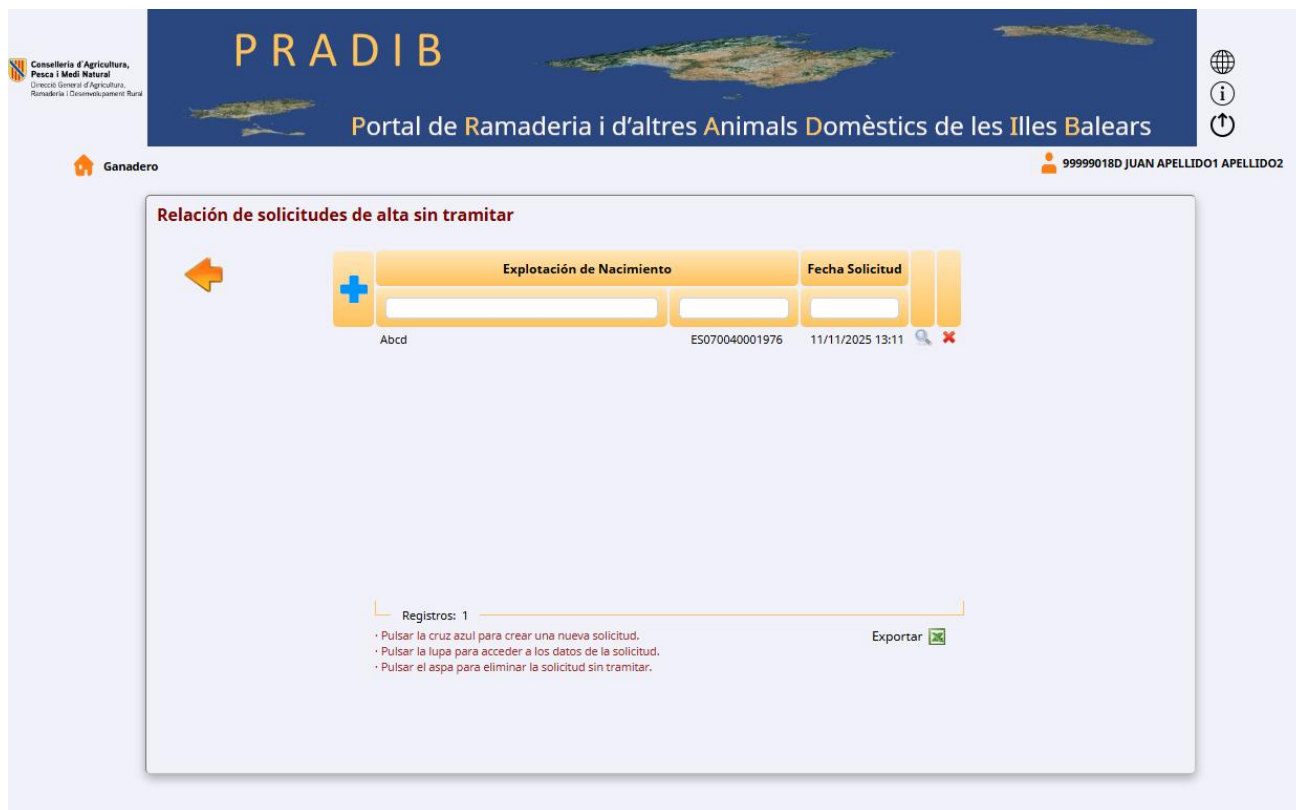 Conselleria d'Agricultura,
Pesca i Medi Natural
Direcció General d'Agricultura,
Ramaderia i Desenvolupament Rural
PRADIB
Portal de Ramaderia i d'altres Animals Domèstics de les Illes Balears
Ganadero
99999018D JUAN APELLIDO1 APELLIDO2
Relación de solicitudes de alta sin tramitar
Explotación de Nacimiento Fecha Solicitud
Abcd ES070040001976 11/11/2025 13:11
Registros: 1
· Pulsar la cruz azul para crear una nueva solicitud.
· Pulsar la lupa para acceder a los datos de la solicitud.
· Pulsar el aspa para eliminar la solicitud sin tramitar.
Exportar